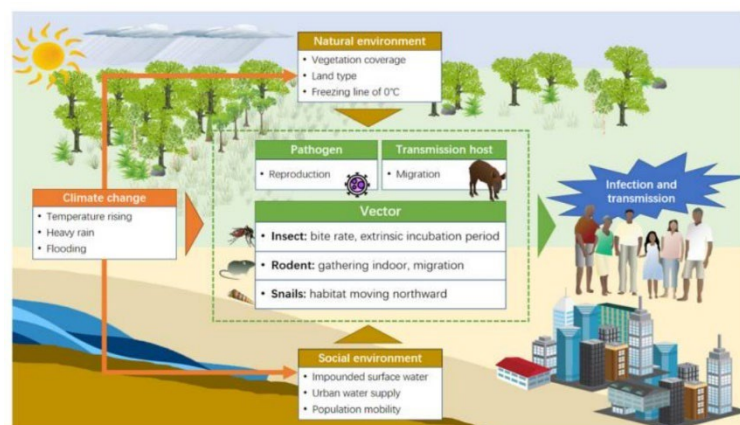 Natural environment
• Vegetation coverage
• Land type
• Freezing line of 0℃
Pathogen
• Reproduction
Transmission host
• Migration
Climate change
• Temperature rising
• Heavy rain
• Flooding
Vector
• Insect: bite rate, extrinsic incubation period
• Rodent: gathering indoor, migration
• Snails: habitat moving northward
Infection and
transmission
Social environment
• Impounded surface water
• Urban water supply
• Population mobility